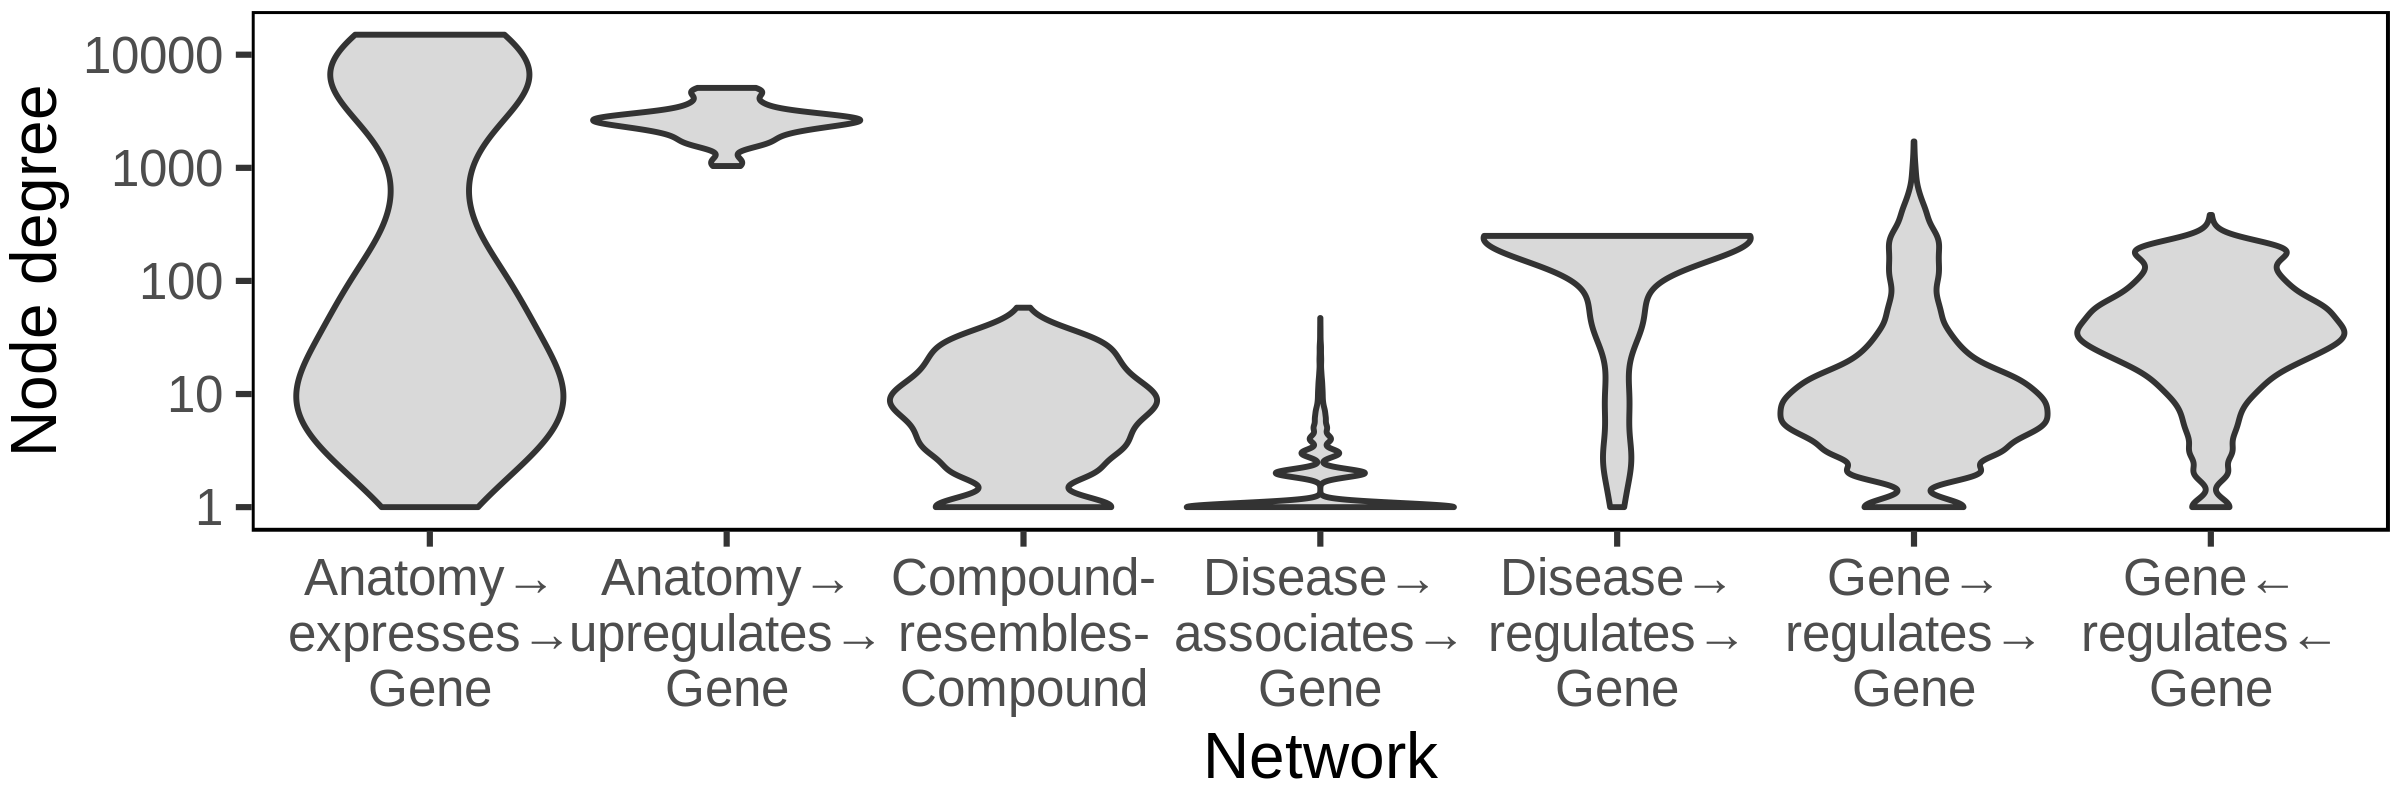 Node degree
10000
1000
100
10
1
Anatomy→
expresses→
Gene
Anatomy→
upregulates→
Gene
Compound-
resembles-
Compound
Disease→
associates→
Gene
Disease→
regulates→
Gene
Gene→
regulates→
Gene
Gene←
regulates←
Gene
Network